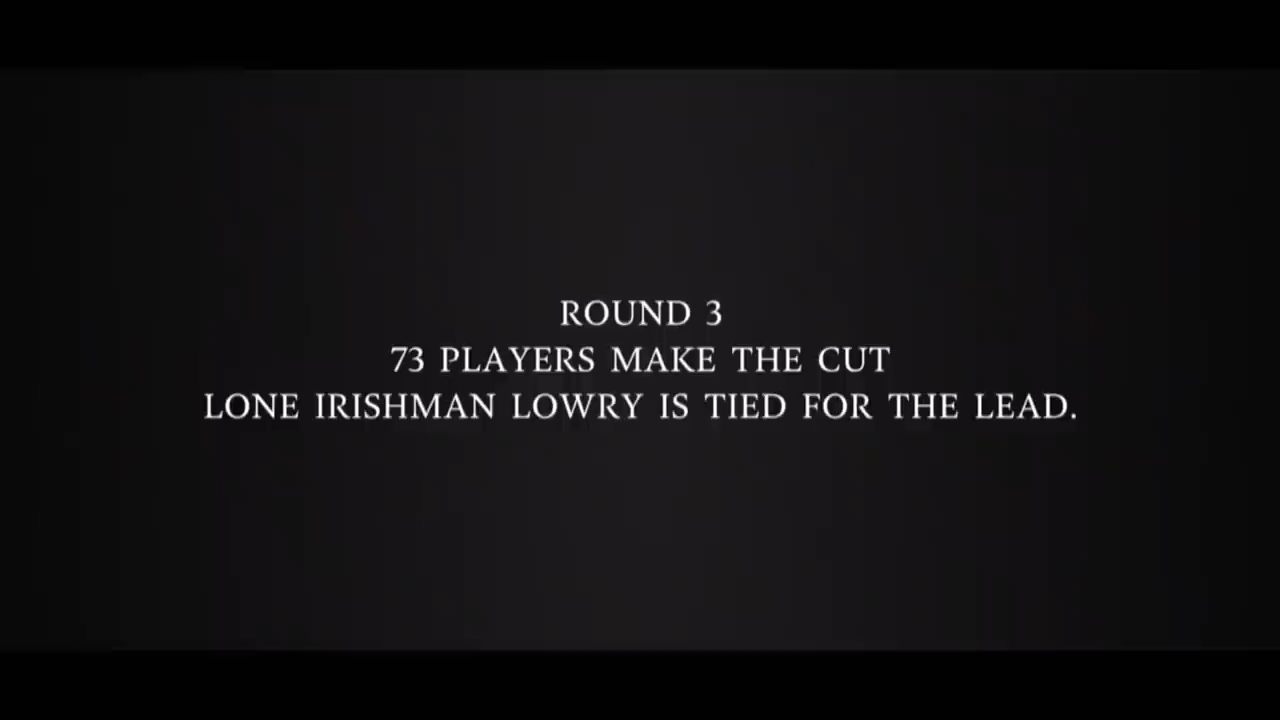 ROUND 3
73 PLAYERS MAKE THE CUT
LONE IRISHMAN LOWRY IS TIED FOR THE LEAD.